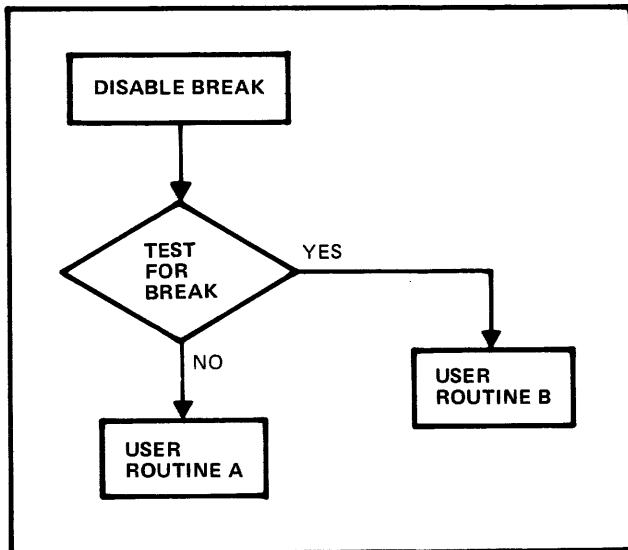 DISABLE BREAK
TEST
FOR
BREAK
YES
NO
USER
ROUTINE B
USER
ROUTINE A